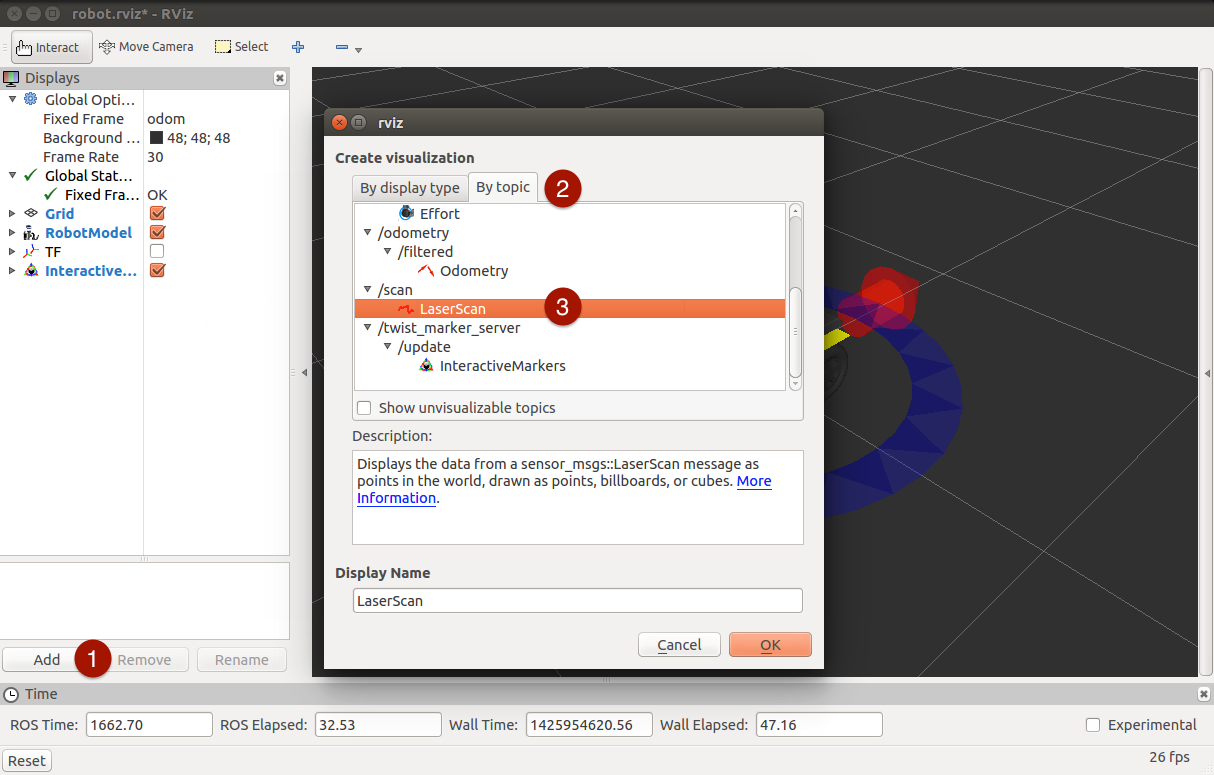 robot.rviz* - RViz
Interact
Move Camera
Select
Displays
Global Opti...
Fixed Frame odom
Background ... 48; 48; 48
Frame Rate 30
Global Stat...
Fixed Fra... OK
Grid
RobotModel
TF
Interactive...
Add
1
Remove
Rename
rviz
Create visualization
By display type
By topic
2
Effort
/odometry
/filtered
Odometry
/scan
LaserScan
3
/twist_marker_server
/update
InteractiveMarkers
Show unvisualizable topics
Description:
Displays the data from a sensor_msgs::LaserScan message as
points in the world, drawn as points, billboards, or cubes. More
Information.
Display Name
LaserScan
Cancel
OK
Time
ROS Time: 1662.70 ROS Elapsed: 32.53 Wall Time: 1425954620.56 Wall Elapsed: 47.16 Experimental
Reset
26 fps